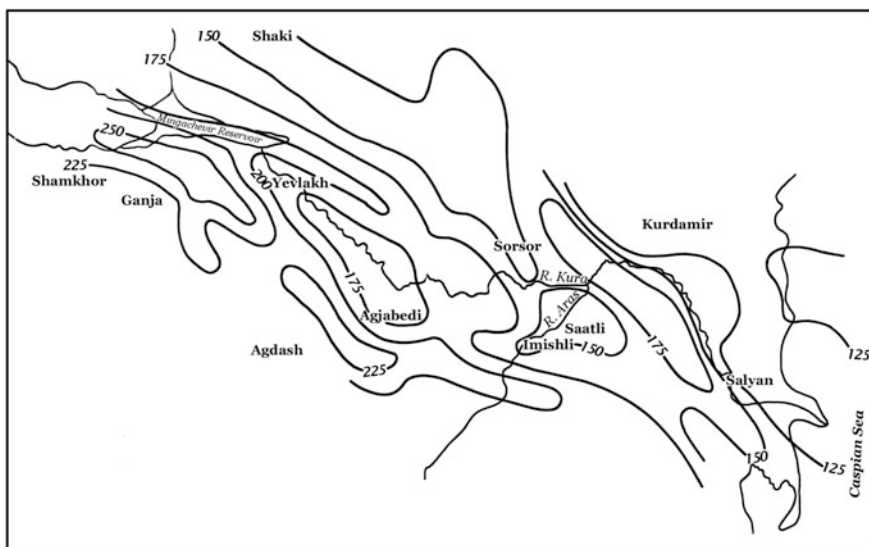 Shaki
150
175
Mingachevir Reservoir
250
225
Shamkhor
Ganja
200
Yevlakh
Kurdamir
Sorsor
R. Kura
175
R. Aras
Agjabedi
Saatli
Imishli
150
175
Agdash
225
125
Salyan
150
125
Caspian Sea